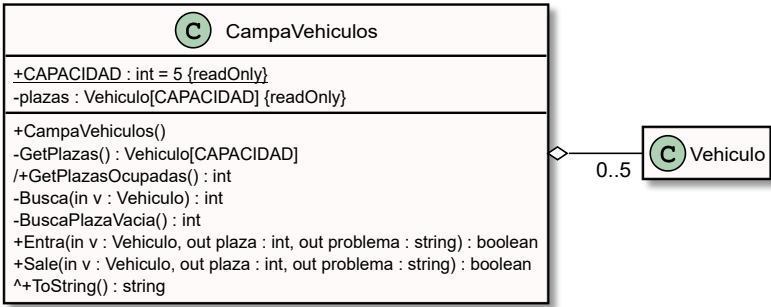 C CampaVehiculos
+CAPACIDAD : int = 5 {readOnly}
-plazas : Vehiculo[CAPACIDAD] {readOnly}
+CampaVehiculos()
-GetPlazas() : Vehiculo[CAPACIDAD]
/+GetPlazasOcupadas() : int
-Busca(in v : Vehiculo) : int
-BuscaPlazaVacia() : int
+Entra(in v : Vehiculo, out plaza : int, out problema : string) : boolean
+Sale(in v : Vehiculo, out plaza : int, out problema : string) : boolean
^+ToString() : string
0..5
C Vehiculo